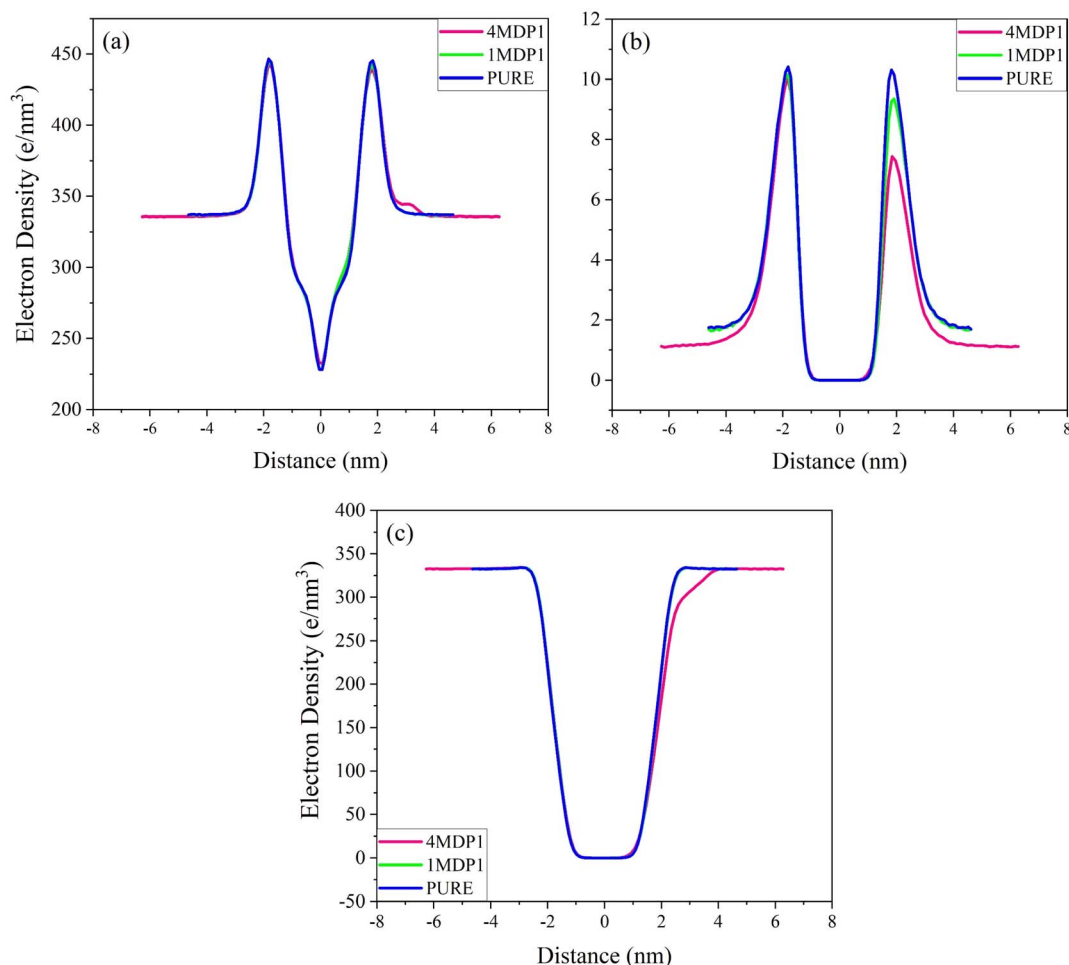 (a)
4MDP1
1MDP1
PURE
450
400
350
300
250
200
-8 -6 -4 -2 0 2 4 6 8
Electron Density (e/nm³)
Distance (nm)
(b)
4MDP1
1MDP1
PURE
12
10
8
6
4
2
0
-8 -6 -4 -2 0 2 4 6 8
Distance (nm)
(c)
400
350
300
250
200
150
100
50
0
-50
4MDP1
1MDP1
PURE
-8 -6 -4 -2 0 2 4 6 8
Electron Density (e/nm³)
Distance (nm)